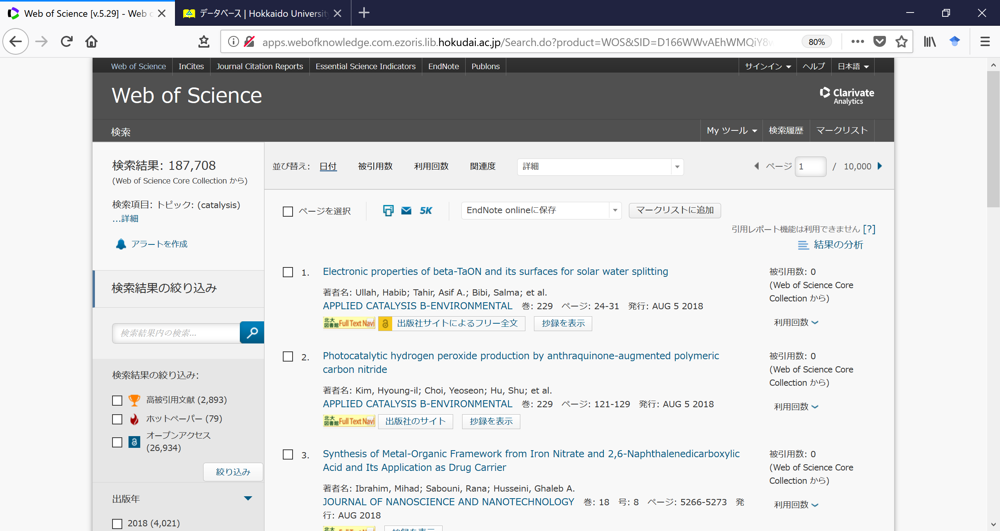 Web of Science [v.5.29] - Web
データベース | Hokkaido University
apps.webofknowledge.com.ezoris.lib.hokudai.ac.jp/Search.do?product=WOS&SID=D166WWvAEhWMQiY8w
80%
Web of Science
InCites
Journal Citation Reports
Essential Science Indicators
EndNote
Publons
サインイン
ヘルプ
日本語
Web of Science
Clarivate
Analytics
検索
My ツール
検索履歴
マークリスト
検索結果: 187,708
(Web of Science Core Collection から)
検索項目: トピック: (catalysis)
...詳細
アラートを作成
検索結果の絞り込み
検索結果内の検索...
検索結果の絞り込み:
高被引用文献 (2,893)
ホットペーパー (79)
オープンアクセス
(26,934)
絞り込み
出版年
2018 (4,021)
並び替え: 日付 被引用数 利用回数 関連度
詳細
ページ 1 / 10,000
ページを選択
5K
EndNote onlineに保存
マークリストに追加
引用レポート機能は利用できません [?]
結果の分析
1. Electronic properties of beta-TaON and its surfaces for solar water splitting
著者名: Ullah, Habib; Tahir, Asif A.; Bibi, Salma; et al.
APPLIED CATALYSIS B-ENVIRONMENTAL 巻: 229 ページ: 24-31 発行: AUG 5 2018
北大
図書館 Full Text Navi
出版社サイトによるフリー全文
抄録を表示
被引用数: 0
(Web of Science Core
Collection から)
利用回数
2. Photocatalytic hydrogen peroxide production by anthraquinone-augmented polymeric
carbon nitride
著者名: Kim, Hyoung-il; Choi, Yeoseon; Hu, Shu; et al.
APPLIED CATALYSIS B-ENVIRONMENTAL 巻: 229 ページ: 121-129 発行: AUG 5 2018
北大
図書館 Full Text Navi
出版社のサイト
抄録を表示
被引用数: 0
(Web of Science Core
Collection から)
利用回数
3. Synthesis of Metal-Organic Framework from Iron Nitrate and 2,6-Naphthalenedicarboxylic
Acid and Its Application as Drug Carrier
著者名: Ibrahim, Mihad; Sabouni, Rana; Husseini, Ghaleb A.
JOURNAL OF NANOSCIENCE AND NANOTECHNOLOGY 巻: 18 号: 8 ページ: 5266-5273 発
行: AUG 2018
被引用数: 0
(Web of Science Core
Collection から)
利用回数